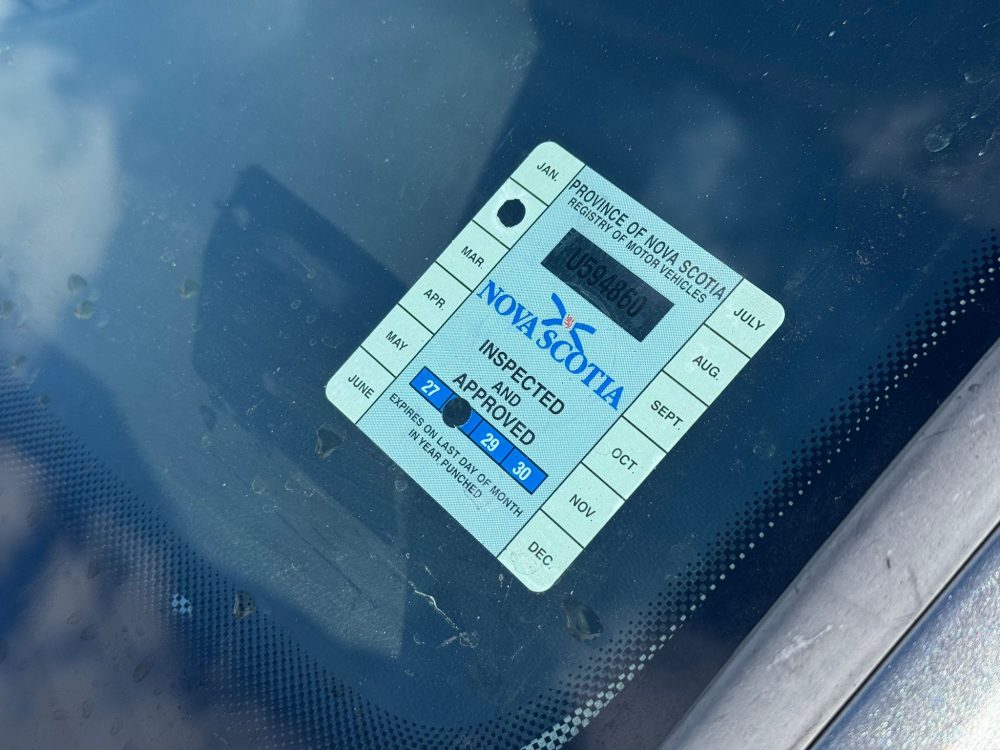 JAN.
MAR.
APR.
MAY
JUNE
PROVINCE OF NOVA SCOTIA
REGISTRY OF MOTOR VEHICLES
U594860
NOVA SCOTIA
INSPECTED
AND
APPROVED
27 29 30
EXPIRES ON LAST DAY OF MONTH
IN YEAR PUNCHED
JULY
AUG.
SEPT.
OCT.
NOV.
DEC.